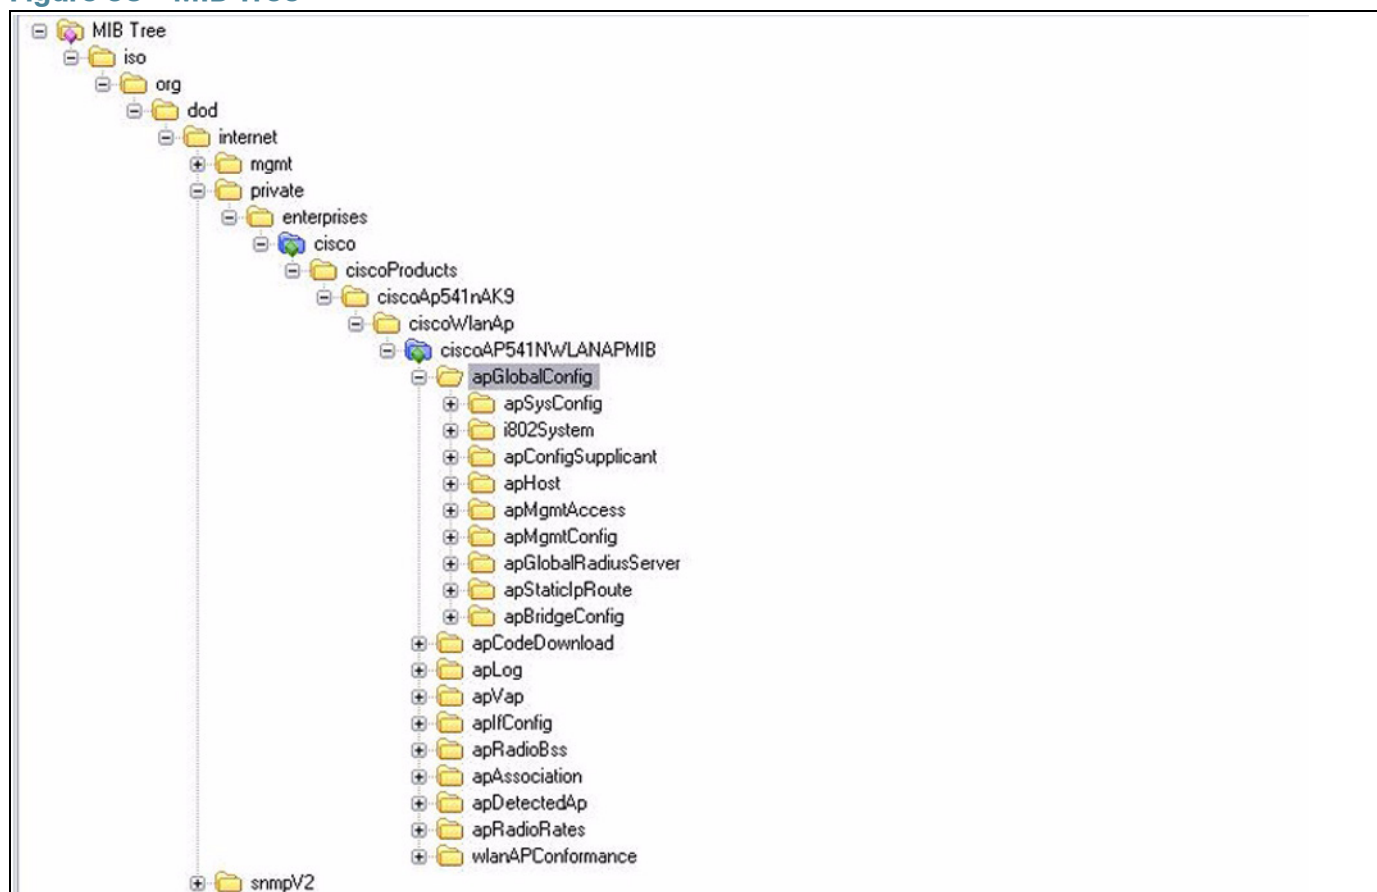 MIB Tree
iso
org
dod
internet
mgmt
private
enterprises
cisco
ciscoProducts
ciscoAp541nAK9
ciscoWlanAp
ciscoAP541NWLANAPMIB
apGlobalConfig
apSysConfig
i802System
apConfigSupplicant
apHost
apMgmtAccess
apMgmtConfig
apGlobalRadiusServer
apStaticIpRoute
apBridgeConfig
apCodeDownload
apLog
apVap
apIfConfig
apRadioBss
apAssociation
apDetectedAp
apRadioRates
wlanAPConformance
snmpV2